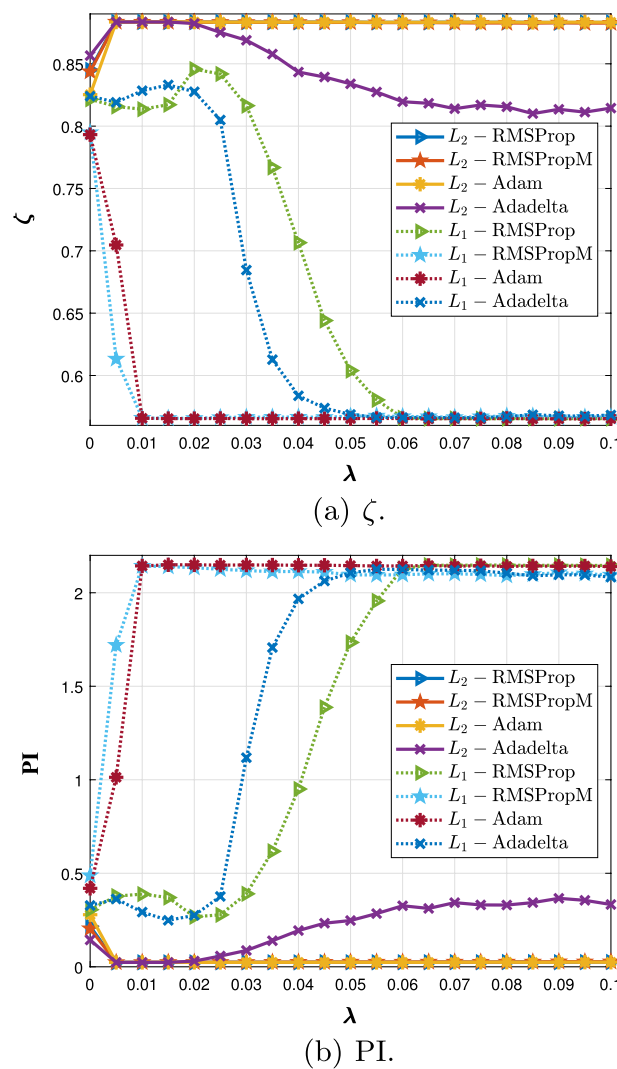 0.85
0.8
0.75
0.7
0.65
0.6
ζ
L₂ − RMSProp
L₂ − RMSPropM
L₂ − Adam
L₂ − Adadelta
L₁ − RMSProp
L₁ − RMSPropM
L₁ − Adam
L₁ − Adadelta
0 0.01 0.02 0.03 0.04 0.05 0.06 0.07 0.08 0.09 0.1
λ
(a) ζ.
2
1.5
1
0.5
0
PI
L₂ − RMSProp
L₂ − RMSPropM
L₂ − Adam
L₂ − Adadelta
L₁ − RMSProp
L₁ − RMSPropM
L₁ − Adam
L₁ − Adadelta
0 0.01 0.02 0.03 0.04 0.05 0.06 0.07 0.08 0.09 0.1
λ
(b) PI.